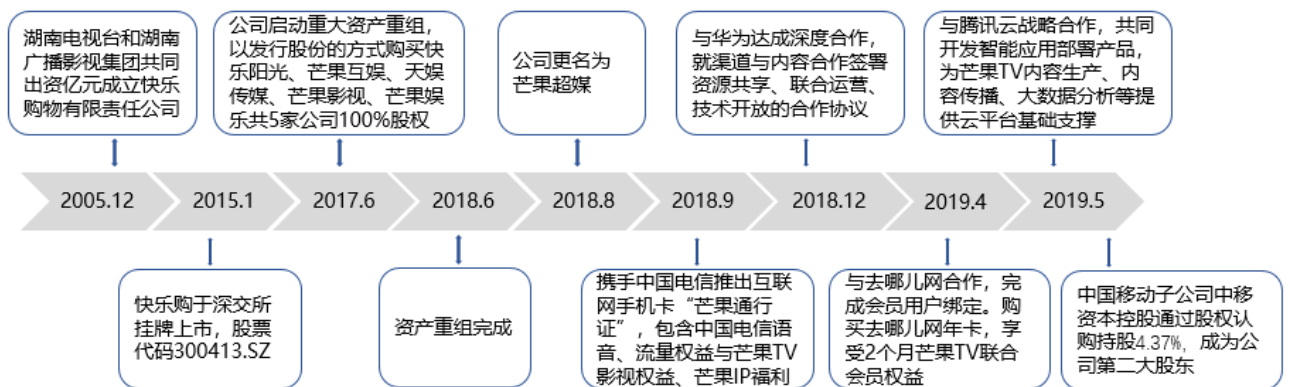 湖南电视台和湖南
广播影视集团共同
出资亿元成立快乐
购物有限责任公司
公司启动重大资产重组，
以发行股份的方式购买快
乐阳光、芒果互娱、天娱
传媒、芒果影视、芒果娱
乐共5家公司100%股权
公司更名为
芒果超媒
与华为达成深度合作，
就渠道与内容合作签署
资源共享、联合运营、
技术开放的合作协议
与腾讯云战略合作，共同
开发智能应用部署产品，
为芒果TV内容生产、内
容传播、大数据分析等提
供云平台基础支撑
2005.12
2015.1
2017.6
2018.6
2018.8
2018.9
2018.12
2019.4
2019.5
快乐购于深交所
挂牌上市，股票
代码300413.SZ
资产重组完成
携手中国电信推出互联
网手机卡“芒果通行
证”，包含中国电信语
音、流量权益与芒果TV
影视权益、芒果IP福利
与去哪儿网合作，完
成会员用户绑定。购
买去哪儿网年卡，享
受2个月芒果TV联合
会员权益
中国移动子公司中移
资本控股通过股权认
购持股4.37%，成为公
司第二大股东